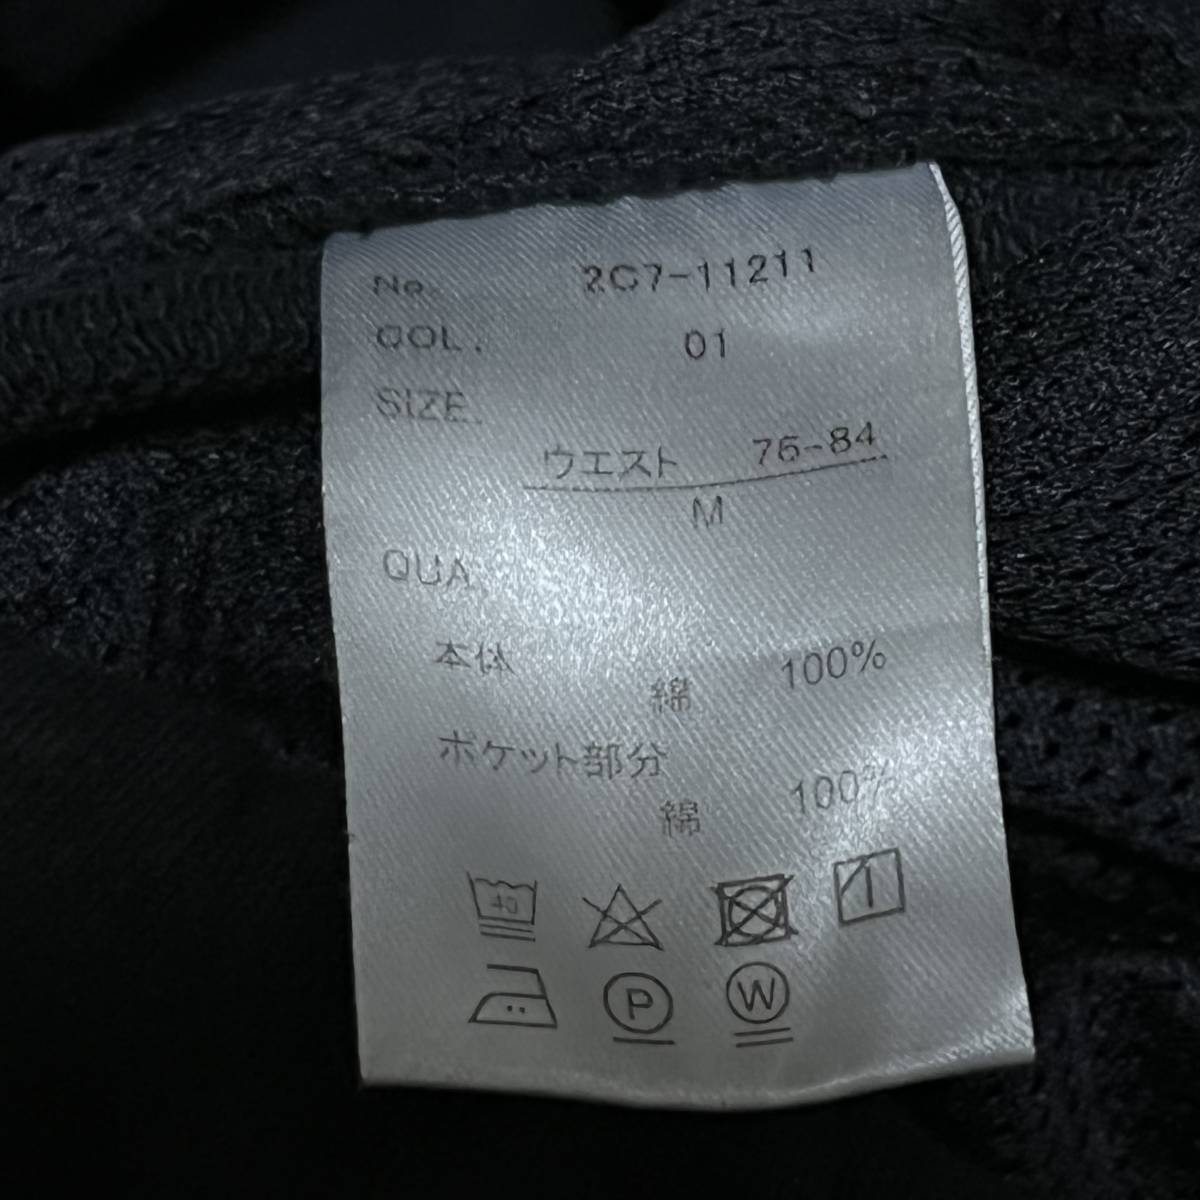 No. 2C7-11211
COL. 01
SIZE.
ウエスト 76-84
M
QUA.
本体
綿 100%
ポケット部分
綿 100%
40
P
W